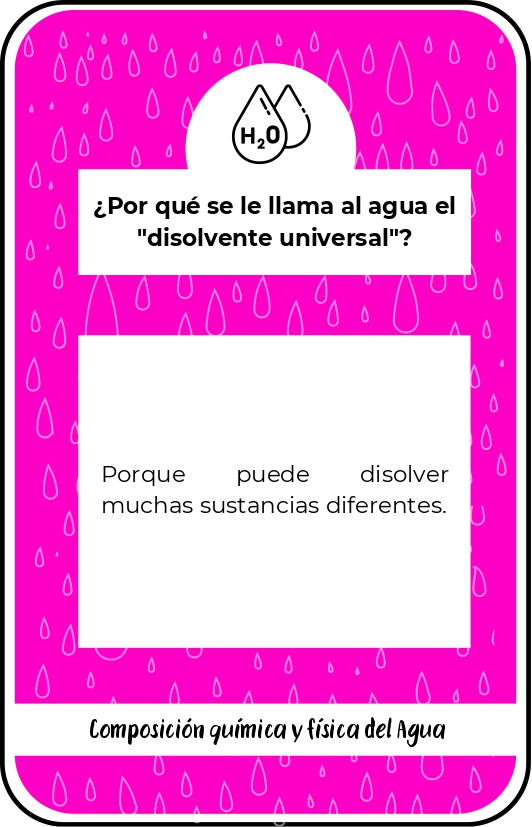 H₂O
¿Por qué se le llama al agua el
"disolvente universal"?
Porque puede disolver
muchas sustancias diferentes.
Composición química y física del Agua